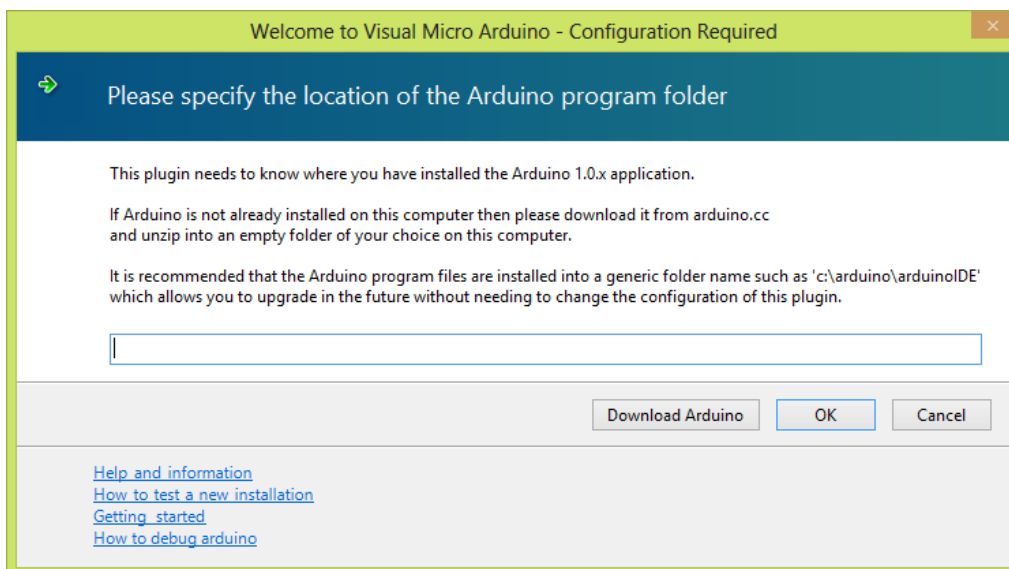 Welcome to Visual Micro Arduino - Configuration Required
Please specify the location of the Arduino program folder
This plugin needs to know where you have installed the Arduino 1.0.x application.
If Arduino is not already installed on this computer then please download it from arduino.cc
and unzip into an empty folder of your choice on this computer.
It is recommended that the Arduino program files are installed into a generic folder name such as 'c:\arduino\arduinoIDE'
which allows you to upgrade in the future without needing to change the configuration of this plugin.
Download Arduino OK Cancel
Help and information
How to test a new installation
Getting started
How to debug arduino